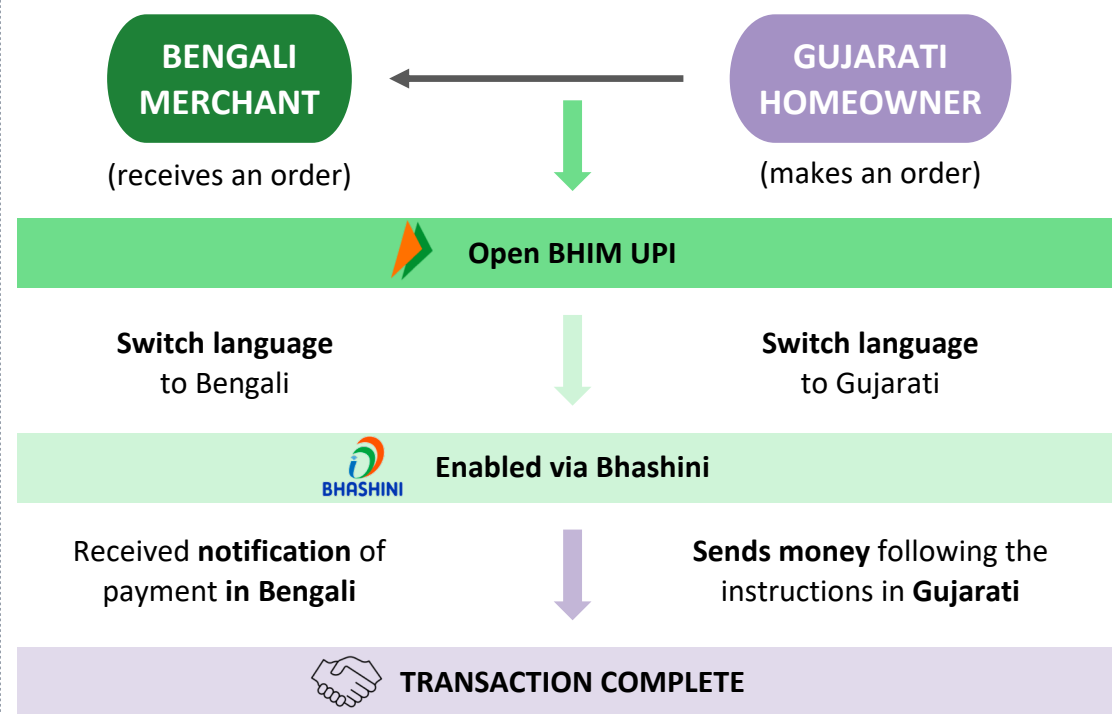 BENGALI
MERCHANT
GUJARATI
HOMEOWNER
(receives an order)
(makes an order)
Open BHIM UPI
Switch language
to Bengali
Switch language
to Gujarati
BHASHINI
Enabled via Bhashini
Received notification of
payment in Bengali
Sends money following the
instructions in Gujarati
TRANSACTION COMPLETE